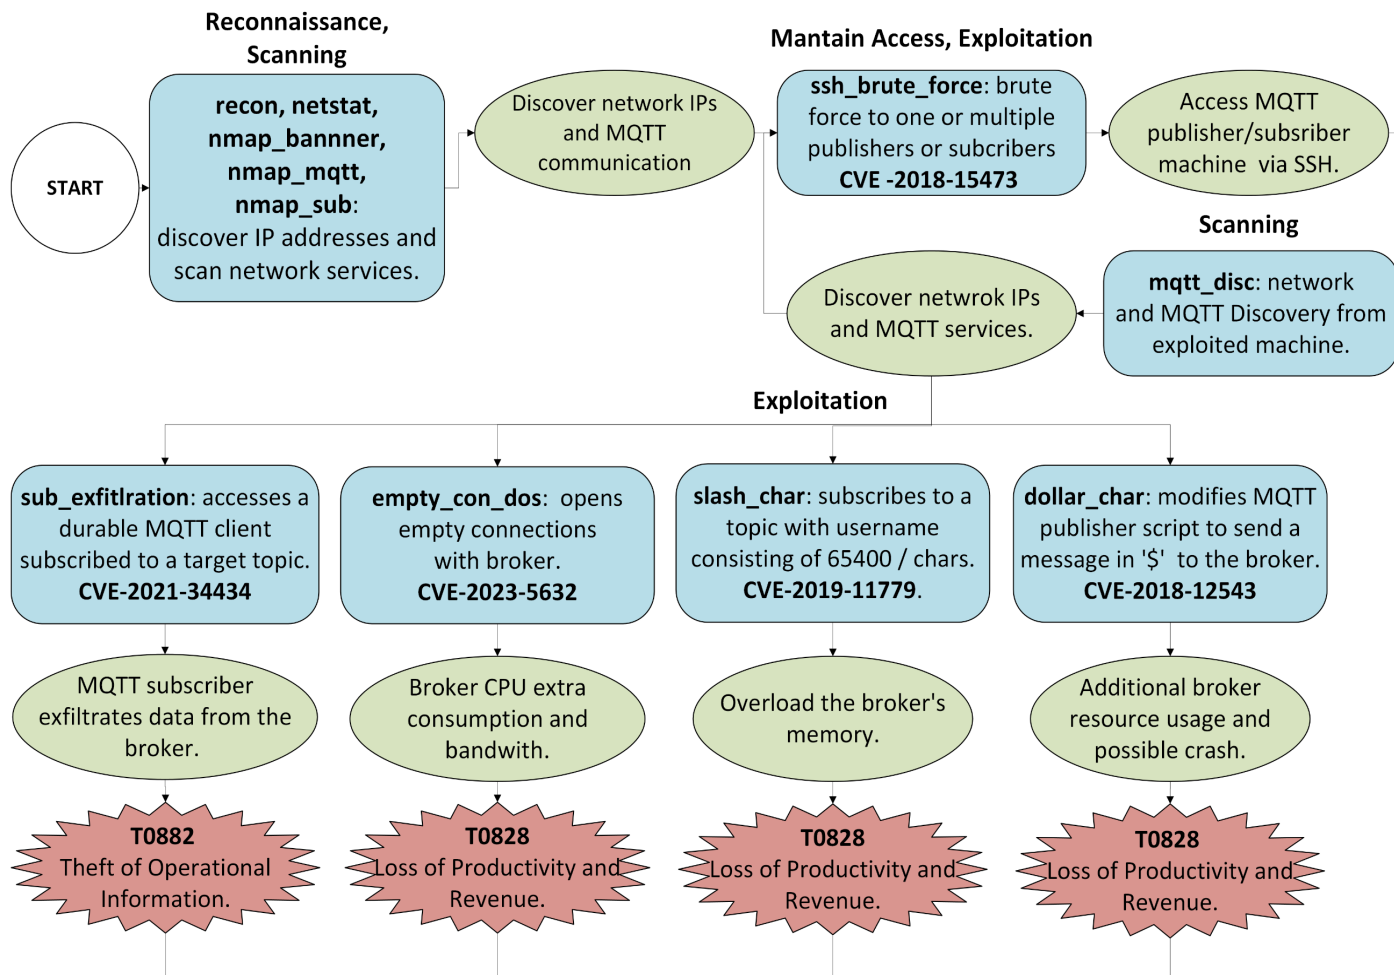 Reconnaissance,
Scanning
START
recon, netstat,
nmap_bannner,
nmap_mqtt,
nmap_sub:
discover IP addresses and
scan network services.
Discover network IPs
and MQTT
communication
Mantain Access, Exploitation
ssh_brute_force: brute
force to one or multiple
publishers or subcribers
CVE -2018-15473
Access MQTT
publisher/subsriber
machine via SSH.
Scanning
mqtt_disc: network
and MQTT Discovery from
exploited machine.
Discover netwrok IPs
and MQTT services.
Exploitation
sub_exfitlration: accesses a
durable MQTT client
subscribed to a target topic.
CVE-2021-34434
empty_con_dos: opens
empty connections
with broker.
CVE-2023-5632
slash_char: subscribes to a
topic with username
consisting of 65400 / chars.
CVE-2019-11779.
dollar_char: modifies MQTT
publisher script to send a
message in '$' to the broker.
CVE-2018-12543
MQTT subscriber
exfiltrates data from the
broker.
Broker CPU extra
consumption and
bandwith.
Overload the broker's
memory.
Additional broker
resource usage and
possible crash.
T0882
Theft of Operational
Information.
T0828
Loss of Productivity and
Revenue.
T0828
Loss of Productivity and
Revenue.
T0828
Loss of Productivity and
Revenue.